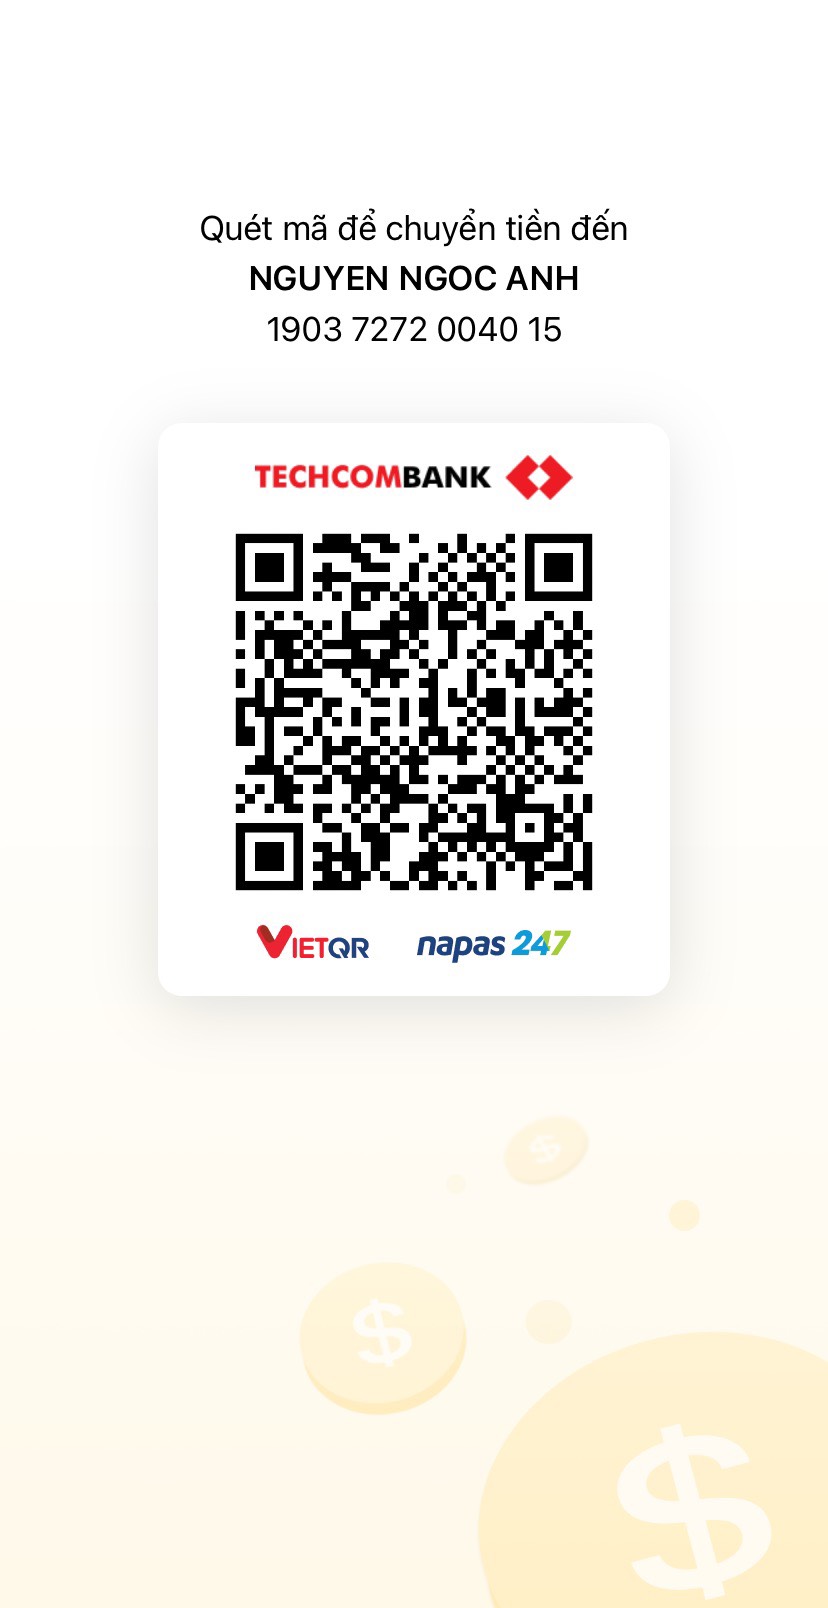 Quét mã để chuyển tiền đến
NGUYEN NGOC ANH
1903 7272 0040 15
TECHCOMBANK
VIETQR
napas 247
$
$
$